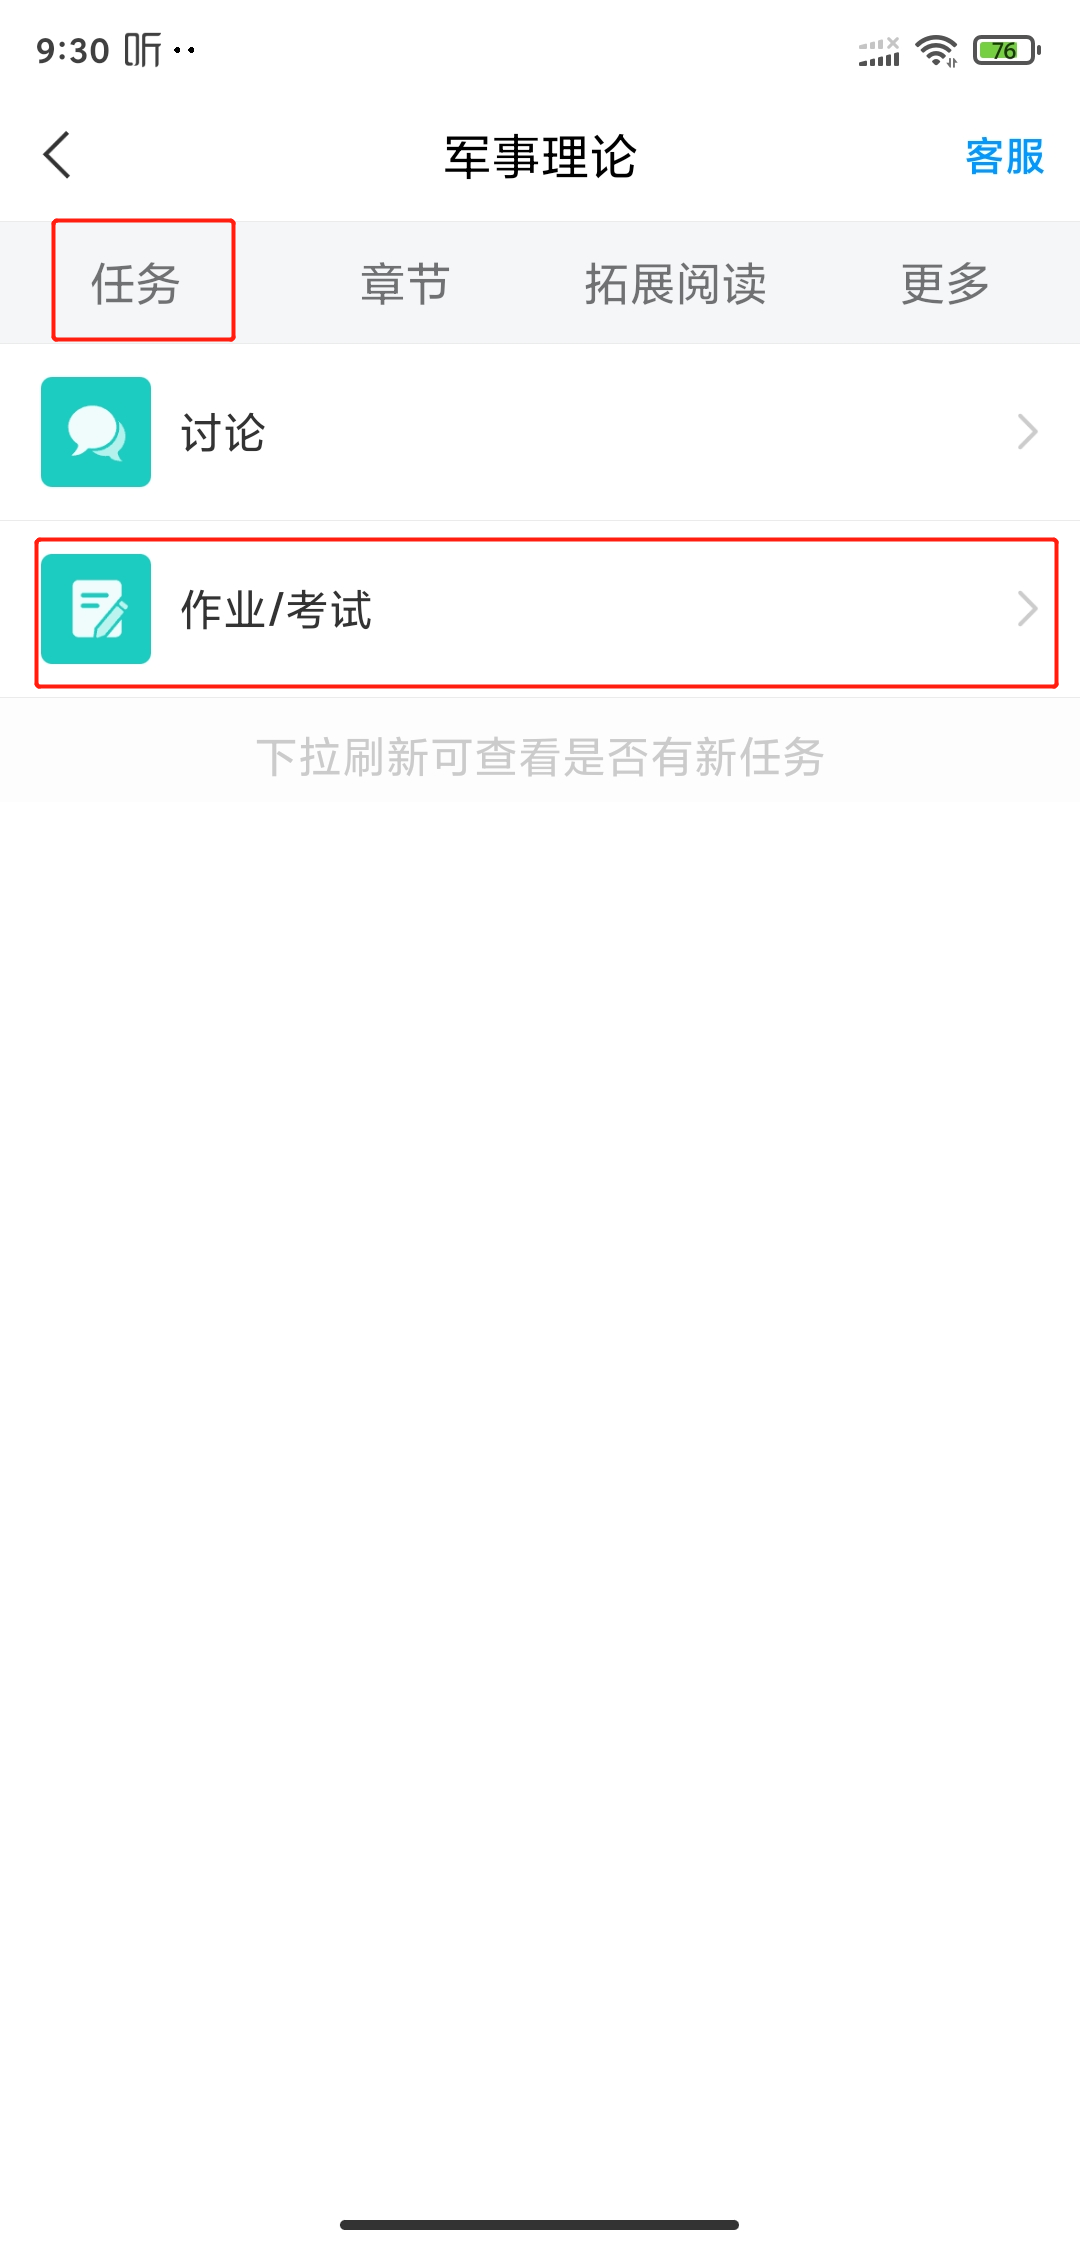 9:30 听 ··
76
军事理论
客服
任务 章节 拓展阅读 更多
讨论
作业/考试
下拉刷新可查看是否有新任务